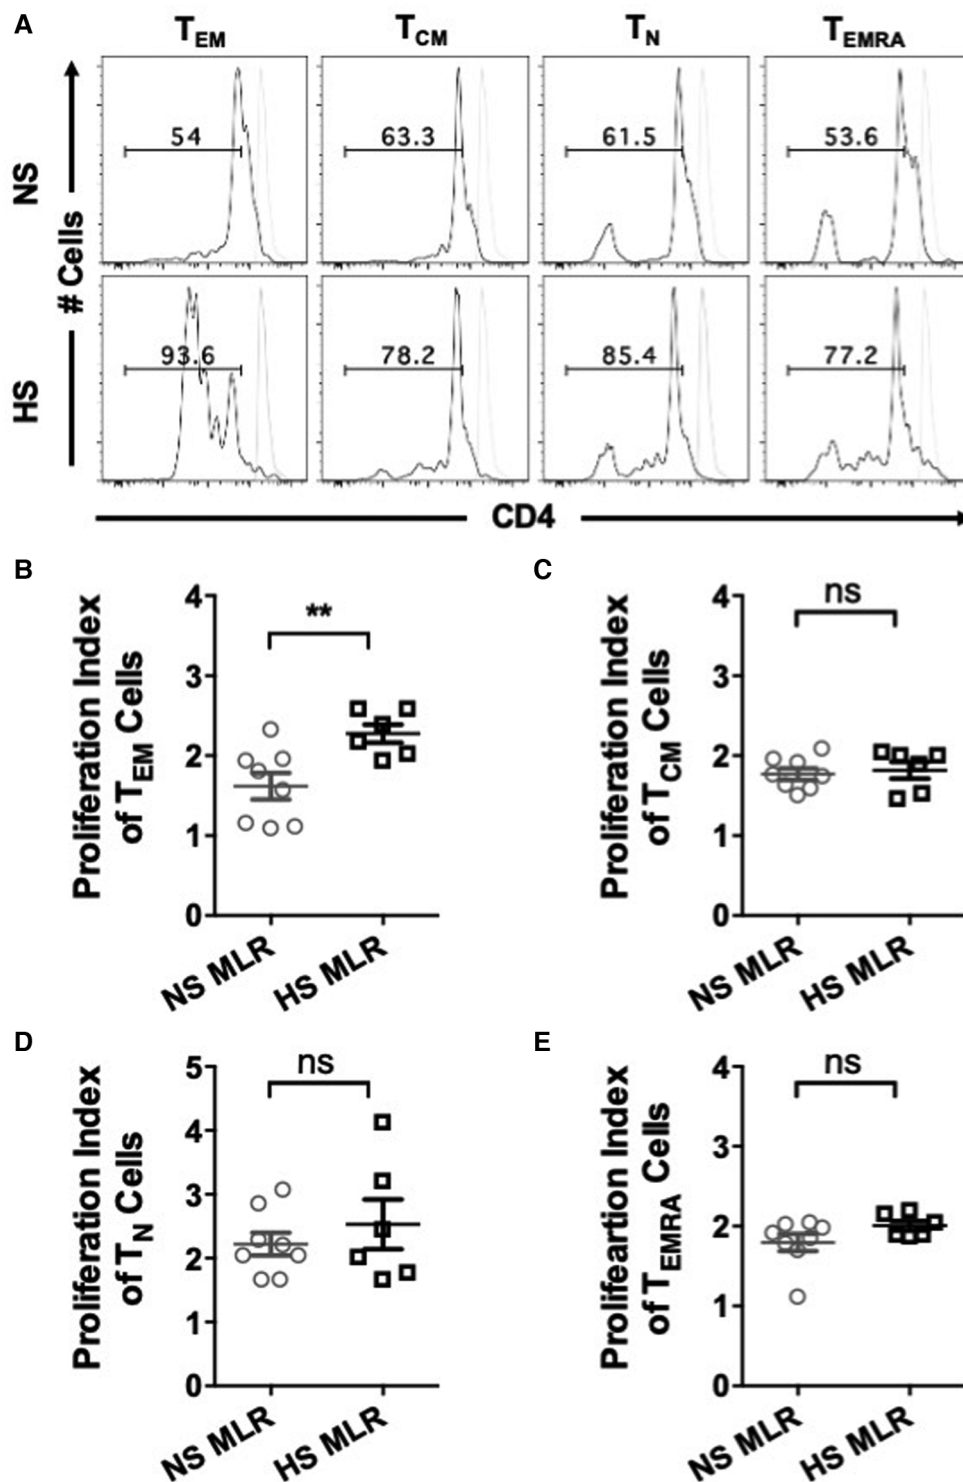 A
TEM TCM TN TEMRA
NS
54 63.3 61.5 53.6
# Cells
HS
93.6 78.2 85.4 77.2
CD4
B
Proliferation Index
of TEM Cells
4
3
2
1
0
**
NS MLR HS MLR
C
Proliferation Index
of TCM Cells
4
3
2
1
0
ns
NS MLR HS MLR
D
Proliferation Index
of TN Cells
5
4
3
2
1
0
ns
NS MLR HS MLR
E
Prolifeartion Index
of TEMRA Cells
4
3
2
1
0
ns
NS MLR HS MLR